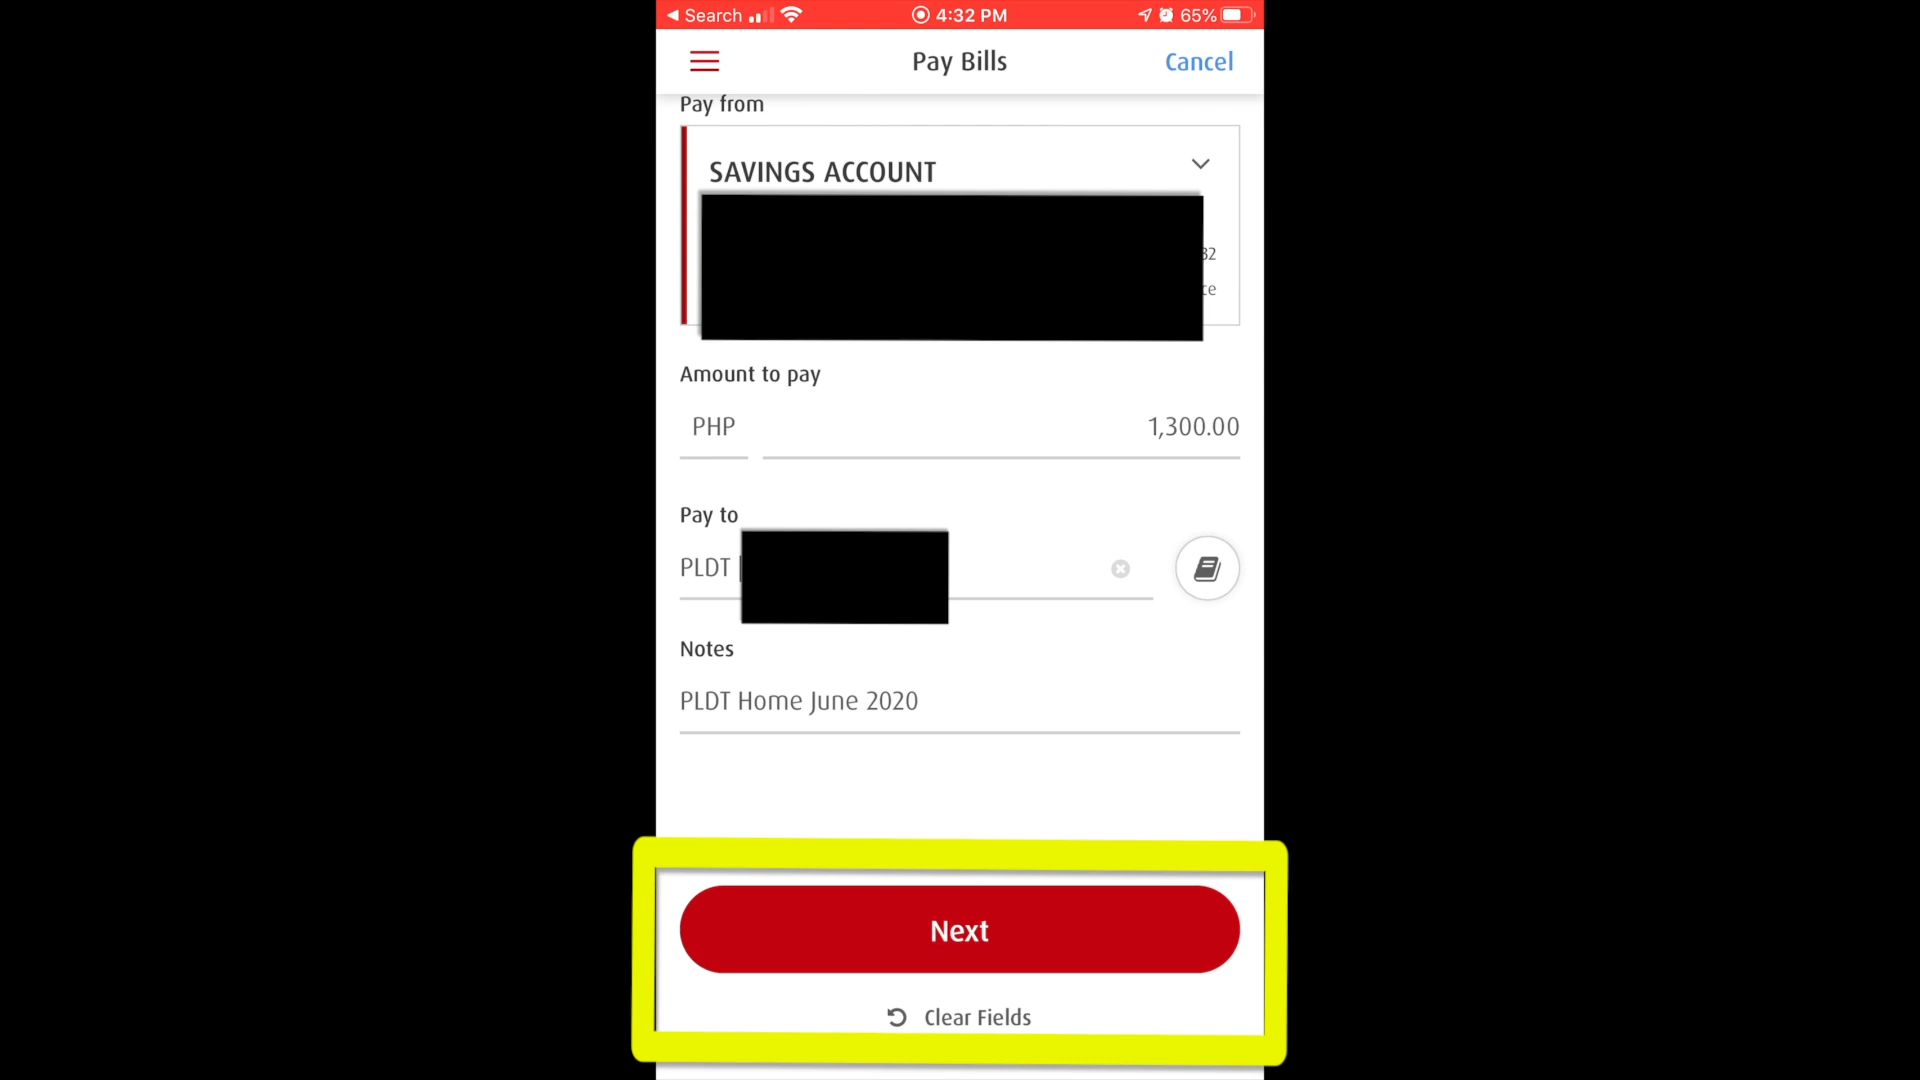 Search 4:32 PM 65%
Pay Bills Cancel
Pay from
SAVINGS ACCOUNT
Amount to pay
PHP 1,300.00
Pay to
PLDT
Notes
PLDT Home June 2020
Next
Clear Fields